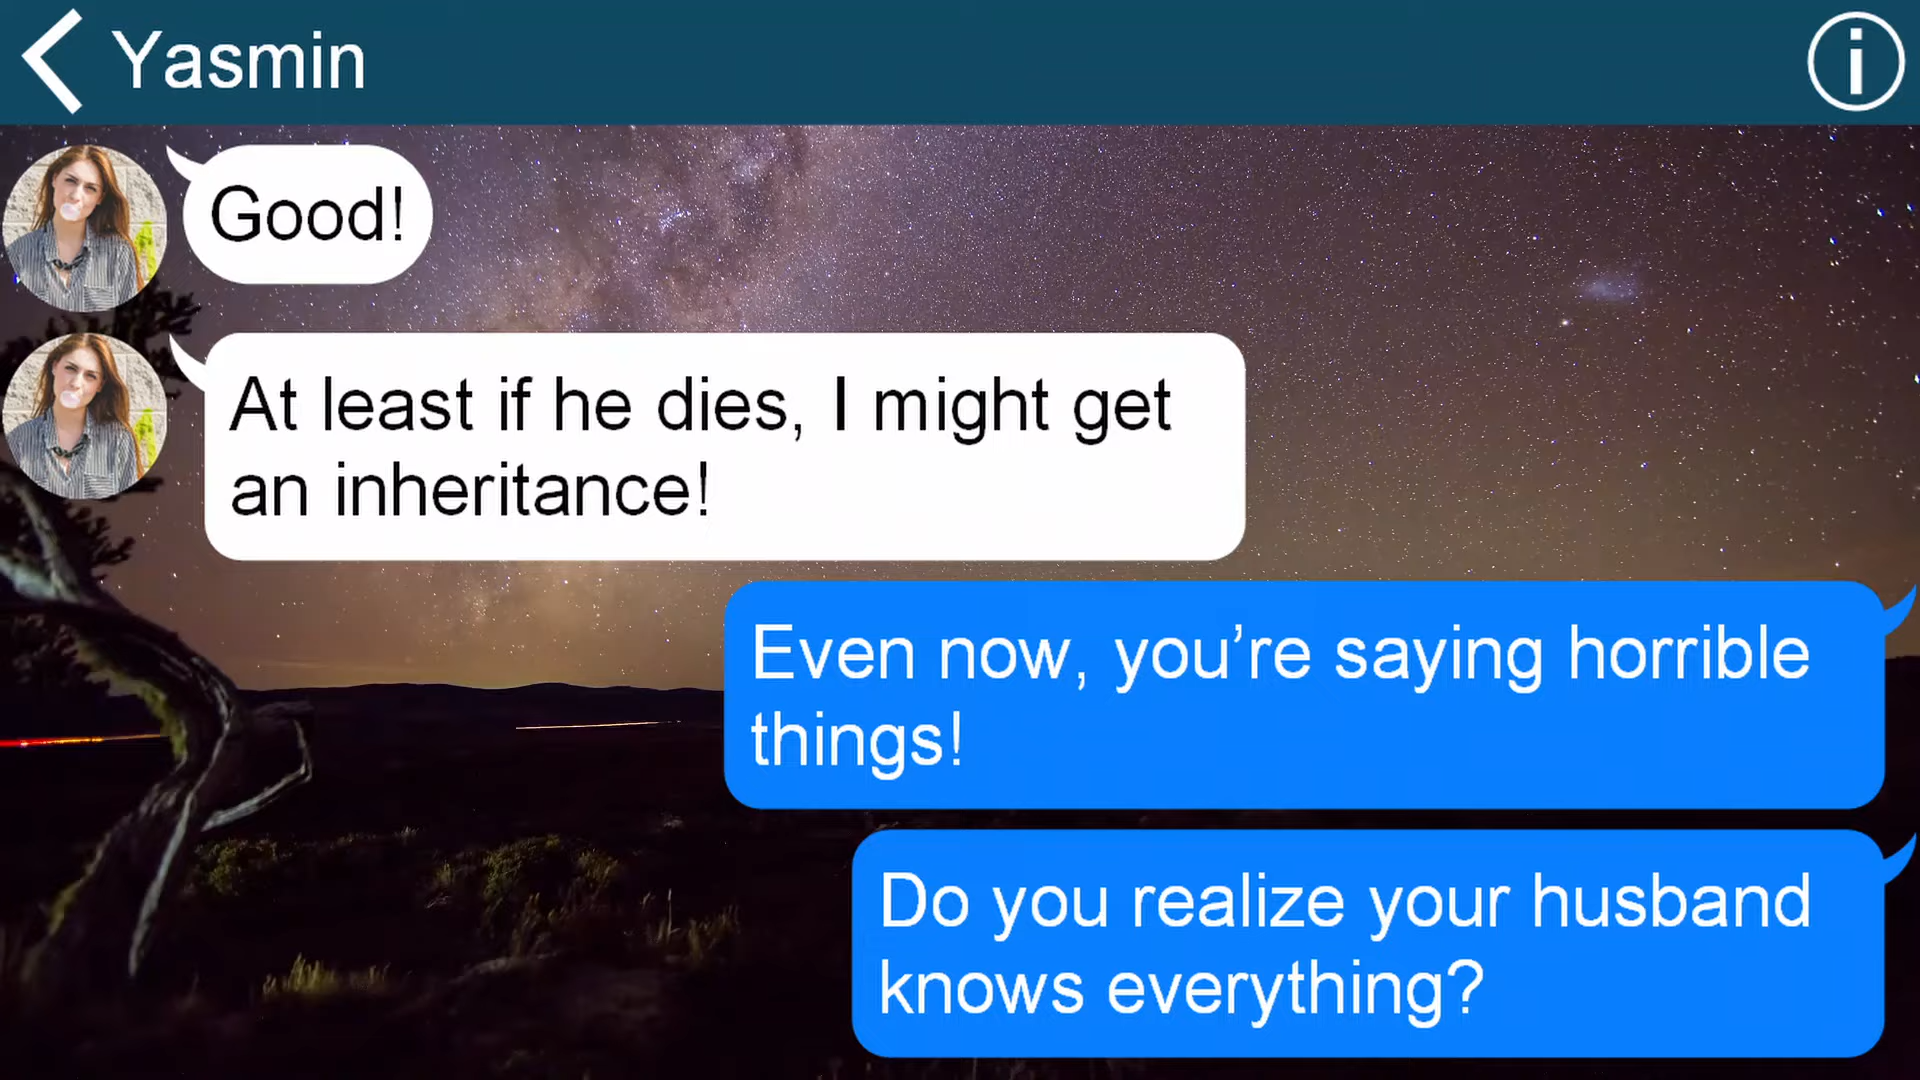 Yasmin
Good!
At least if he dies, I might get
an inheritance!
Even now, you’re saying horrible
things!
Do you realize your husband
knows everything?